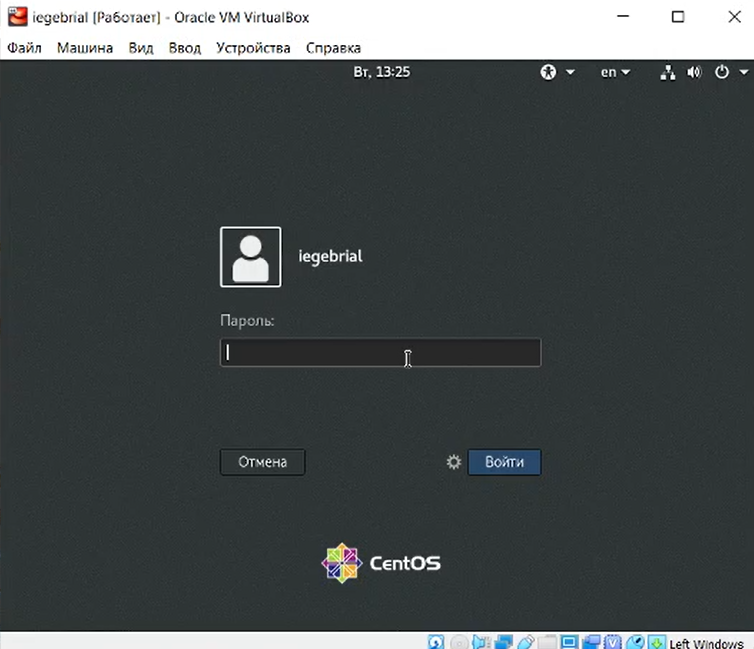 iegebrial [Работает] - Oracle VM VirtualBox
Файл Машина Вид Ввод Устройства Справка
Вт, 13:25 en
iegebrial
Пароль:
Отмена Войти
CentOS
Left Windows